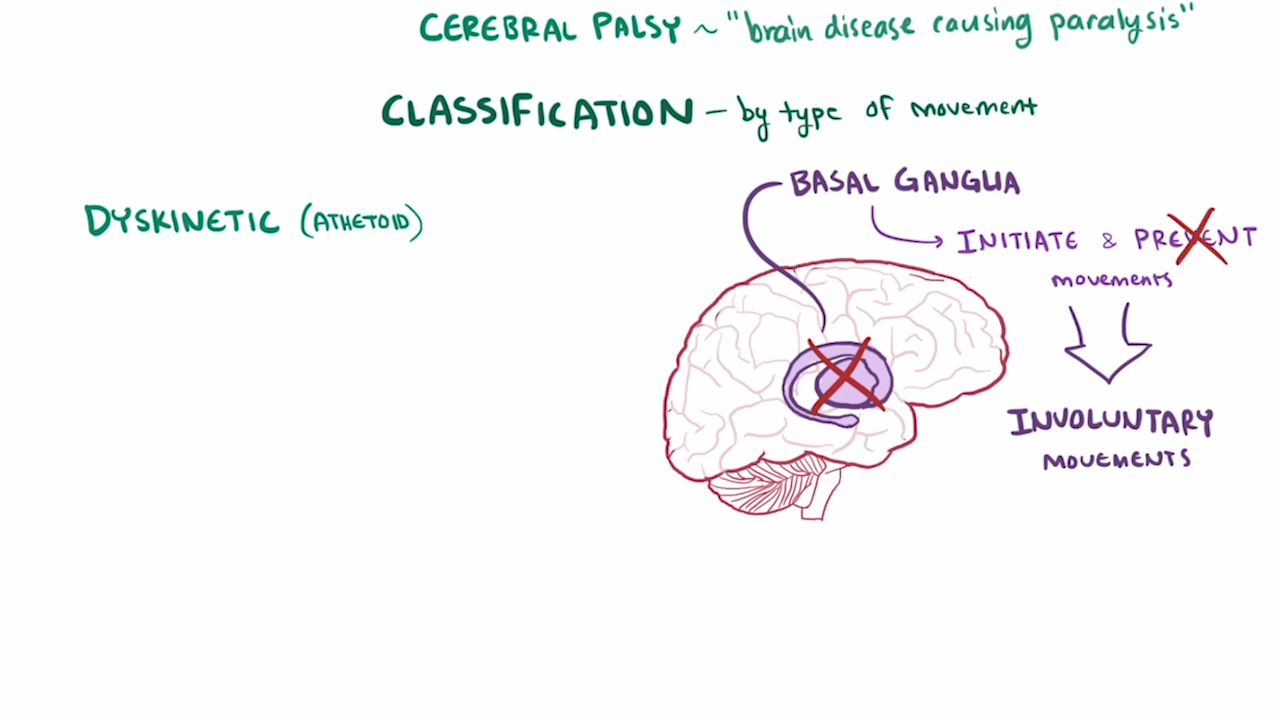 CEREBRAL PALSY ~ "brain disease causing paralysis"
CLASSIFICATION - by type of movement
BASAL GANGLIA
DYSKINETIC (ATHETOID)
INITIATE & PREVENT
movements
INVOLUNTARY
MOVEMENTS